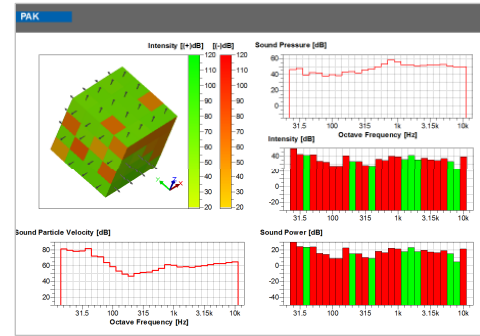 PAK
Intensity [(+)dB] [(-)dB]
120 120
110 110
100 100
90 90
80 80
70 70
60 60
50 50
40 40
30 30
20 20
Y Z X
Sound Pressure [dB]
60
40
20
0
31.5 100 315 1k 3.15k 10k
Octave Frequency [Hz]
Intensity [dB]
40
20
0
-20
31.5 100 315 1k 3.15k 10k
Sound Particle Velocity [dB]
80
60
40
20
31.5 100 315 1k 3.15k 10k
Octave Frequency [Hz]
Sound Power [dB]
20
0
-20
-40
31.5 100 315 1k 3.15k 10k